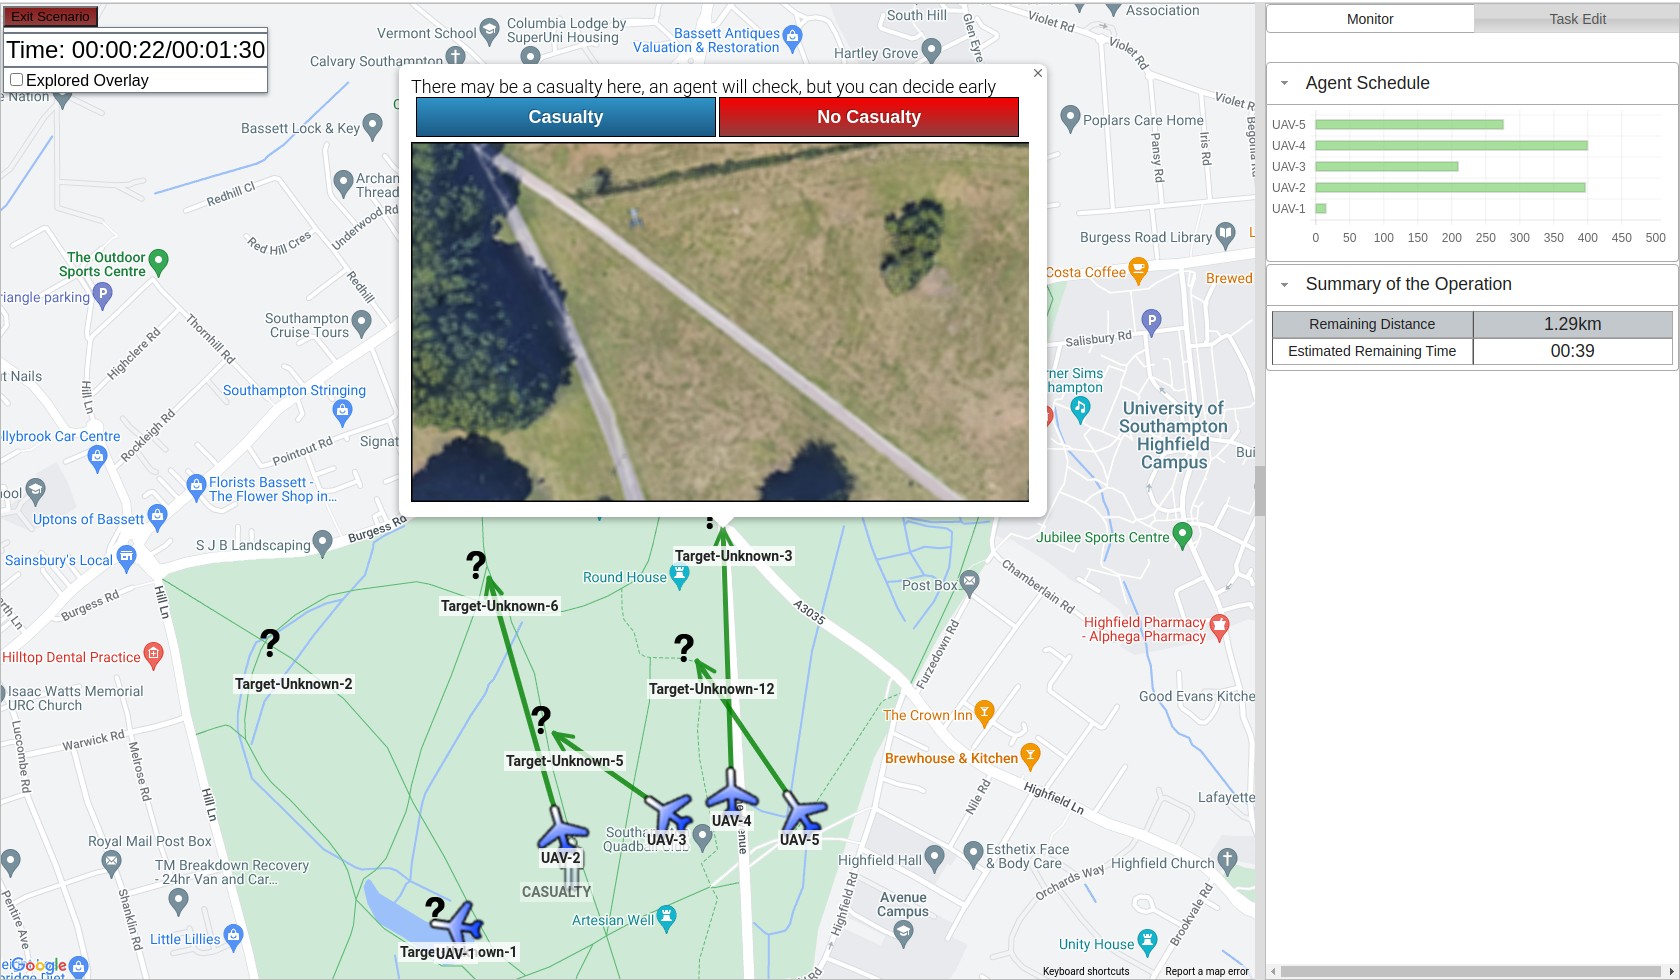 Exit Scenario
Time: 00:00:22/00:01:30
Explored Overlay
Vermont School
Columbia Lodge by
SuperUni Housing
Calvary Southampton
Bassett Antiques
Valuation & Restoration
South Hill
Hartley Grove
Glen Eyre
Violet Rd
Violet Rd
Association
Violet R
Poplars Care Home
Pansy Rd
Iris Rd
Begonia Rd
Burgess Road Library
Costa Coffee
Brewed
e Nation
Bassett Lock & Key
Redhill Cl
Red Hill Cres
Underwood Rd
Redhill
The Outdoor
Sports Centre
riangle parking
Southampton
Cruise Tours
Thornhill Rd
Highclere Rd
t Nails
Hill Ln
Southampton Stringing
llybrook Car Centre
Rockleigh Rd
Pointout Rd
Signat
Florists Bassett -
The Flower Shop in...
Uptons of Bassett
S J B Landscaping
Burgess Rd
Sainsbury's Local
Burgess Rd
Hill Ln
Hilltop Dental Practice
Isaac Watts Memorial
URC Church
Luccombe Rd
Warwick Rd
Melrose Rd
Hill Ln
Royal Mail Post Box
TM Breakdown Recovery
- 24hr Van and Car...
Pentire Ave
Shanklin Rd
Little Lillies
Google
There may be a casualty here, an agent will check, but you can decide early
×
Casualty
No Casualty
Target-Unknown-3
Target-Unknown-6
Round House
Target-Unknown-2
Target-Unknown-12
Target-Unknown-5
A3035
UAV-4
UAV-3
UAV-5
UAV-2
CASUALTY
Artesian Well
UAV-1
Salisbury Rd
University of
Southampton
Highfield
Campus
Jubilee Sports Centre
Post Box
Chamberlain Rd
Highfield Pharmacy
- Alphega Pharmacy
Furzedown Rd
Good Evans Kitche
The Crown Inn
Brewhouse & Kitchen
Nile Rd
Highfield Ln
Lafayette
Highfield Hall
Esthetix Face
& Body Care
Highfield Church
Orchards Way
Highfield Rd
Avenue
Campus
Brookvale Rd
Unity House
Keyboard shortcuts
Report a map error
Monitor
Task Edit
Agent Schedule
UAV-5
UAV-4
UAV-3
UAV-2
UAV-1
0 50 100 150 200 250 300 350 400 450 500
Summary of the Operation
Remaining Distance 1.29km
Estimated Remaining Time 00:39